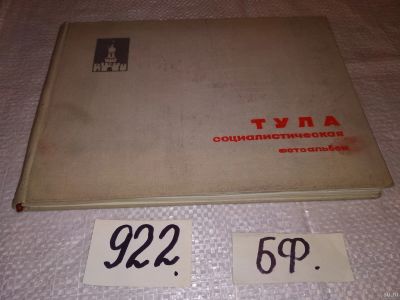 ТУЛА
социалистическая
фотоальбом
922.
БФ.